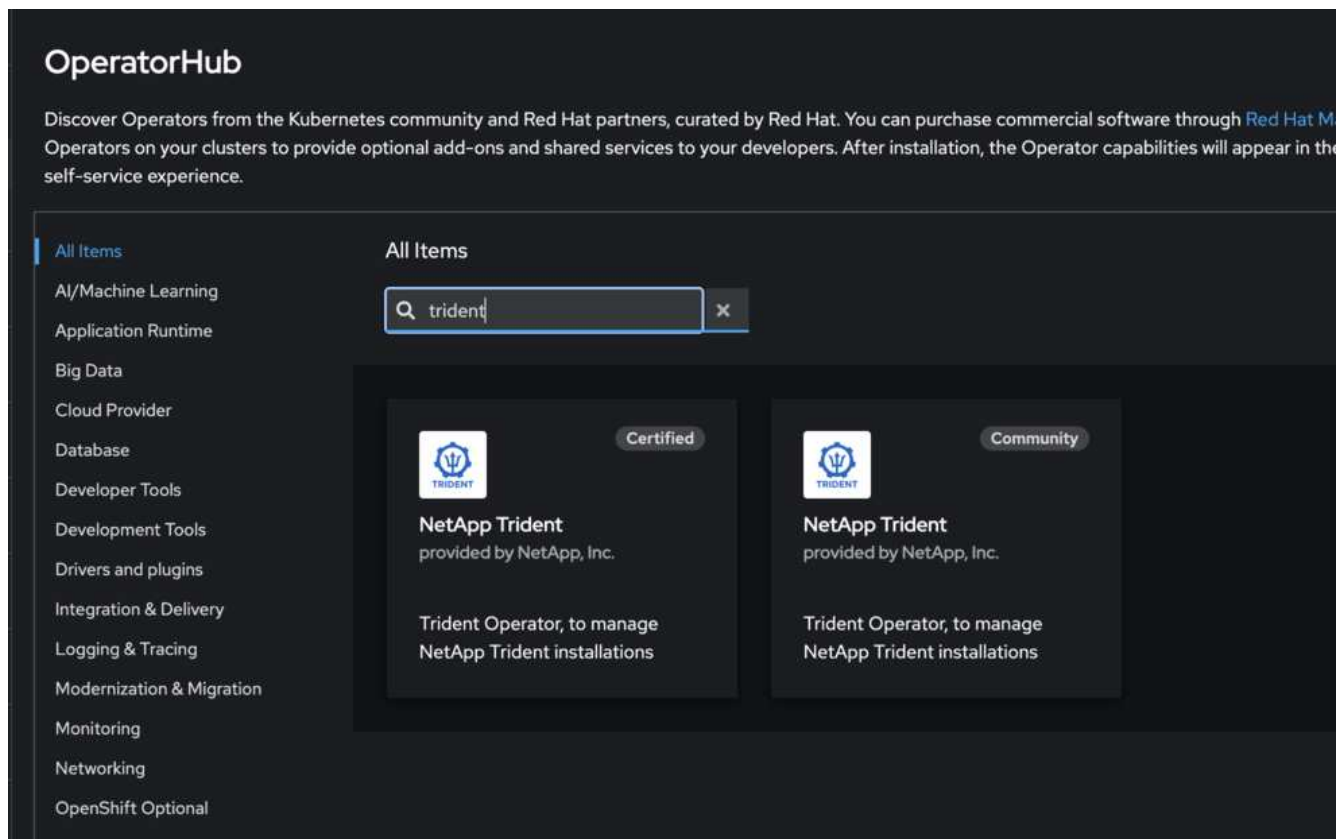 OperatorHub
Discover Operators from the Kubernetes community and Red Hat partners, curated by Red Hat. You can purchase commercial software through Red Hat
Operators on your clusters to provide optional add-ons and shared services to your developers. After installation, the Operator capabilities will appear in the
self-service experience.
All Items
AI/Machine Learning
Application Runtime
Big Data
Cloud Provider
Database
Developer Tools
Development Tools
Drivers and plugins
Integration & Delivery
Logging & Tracing
Modernization & Migration
Monitoring
Networking
OpenShift Optional
All Items
trident
Certified
TRIDENT
NetApp Trident
provided by NetApp, Inc.
Trident Operator, to manage
NetApp Trident installations
Community
TRIDENT
NetApp Trident
provided by NetApp, Inc.
Trident Operator, to manage
NetApp Trident installations